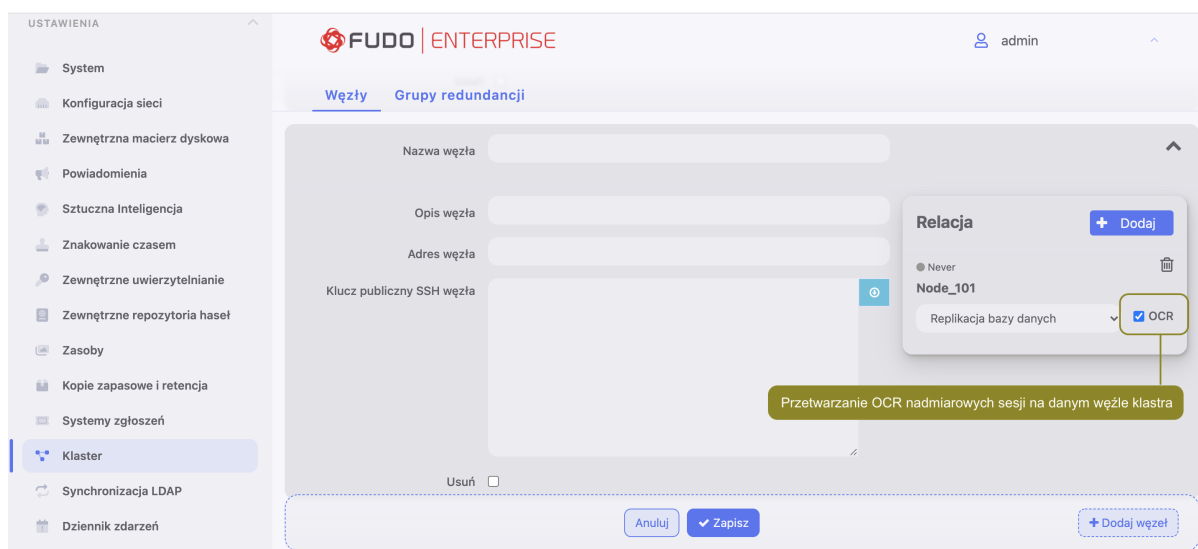 USTAWIENIA
System
Konfiguracja sieci
Zewnętrzna macierz dyskowa
Powiadomienia
Sztuczna Inteligencja
Znakowanie czasem
Zewnętrzne uwierzytelnianie
Zewnętrzne repozytoria haseł
Zasoby
Kopie zapasowe i retencja
Systemy zgłoszeń
Klaster
Synchronizacja LDAP
Dziennik zdarzeń
FUDO ENTERPRISE
admin
Węzły Grupy redundancji
Nazwa węzła
Opis węzła
Adres węzła
Klucz publiczny SSH węzła
Usuń
Relacja
Dodaj
Never
Node_101
Replikacja bazy danych OCR
Przetwarzanie OCR nadmiarowych sesji na danym węźle klastra
Anuluj Zapisz Dodaj węzeł